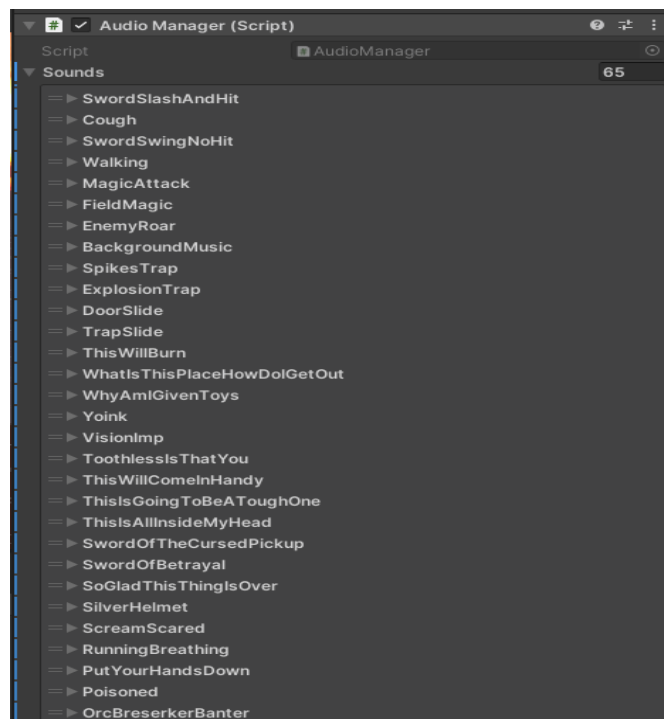 Audio Manager (Script)
Script AudioManager
Sounds 65
SwordSlashAndHit
Cough
SwordSwingNoHit
Walking
MagicAttack
FieldMagic
EnemyRoar
BackgroundMusic
SpikesTrap
ExplosionTrap
DoorSlide
TrapSlide
ThisWillBurn
WhatIsThisPlaceHowDoIGetOut
WhyAmIGivenToys
Yoink
VisionImp
ToothlessIsThatYou
ThisWillComeInHandy
ThisIsGoingToBeAToughOne
ThisIsAllInsideMyHead
SwordOfTheCursedPickup
SwordOfBetrayal
SoGladThisThingIsOver
SilverHelmet
ScreamScared
RunningBreathing
PutYourHandsDown
Poisoned
OrcBreserkerBanter